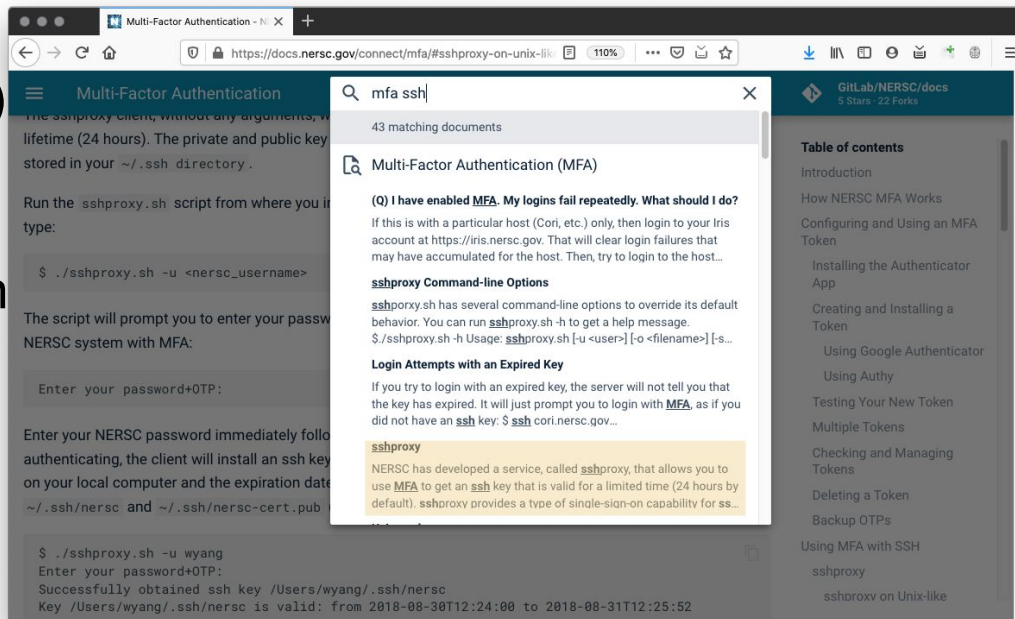 Multi-Factor Authentication - N
https://docs.nersc.gov/connect/mfa/#sshproxy-on-unix-like
110%
Multi-Factor Authentication
mfa ssh
GitLab/NERSC/docs
5 Stars · 22 Forks
The sshproxy client, without any arguments, w
lifetime (24 hours). The private and public key
stored in your ~/.ssh directory.
Run the sshproxy.sh script from where you in
type:
$ ./sshproxy.sh -u <nersc_username>
The script will prompt you to enter your passw
NERSC system with MFA:
Enter your password+OTP:
Enter your NERSC password immediately follo
authenticating, the client will install an ssh key
on your local computer and the expiration date
~/.ssh/nersc and ~/.ssh/nersc-cert.pub
$ ./sshproxy.sh -u wyang
Enter your password+OTP:
Successfully obtained ssh key /Users/wyang/.ssh/nersc
Key /Users/wyang/.ssh/nersc is valid: from 2018-08-30T12:24:00 to 2018-08-31T12:25:52
43 matching documents
Multi-Factor Authentication (MFA)
(Q) I have enabled MFA. My logins fail repeatedly. What should I do?
If this is with a particular host (Cori, etc.) only, then login to your Iris
account at https://iris.nersc.gov. That will clear login failures that
may have accumulated for the host. Then, try to login to the host...
sshproxy Command-line Options
sshporxy.sh has several command-line options to override its default
behavior. You can run sshproxy.sh -h to get a help message.
$./sshproxy.sh -h Usage: sshproxy.sh [-u <user>] [-o <filename>] [-s...
Login Attempts with an Expired Key
If you try to login with an expired key, the server will not tell you that
the key has expired. It will just prompt you to login with MFA, as if you
did not have an ssh key: $ ssh cori.nersc.gov...
sshproxy
NERSC has developed a service, called sshproxy, that allows you to
use MFA to get an ssh key that is valid for a limited time (24 hours by
default). sshproxy provides a type of single-sign-on capability for ss...
Table of contents
Introduction
How NERSC MFA Works
Configuring and Using an MFA
Token
Installing the Authenticator
App
Creating and Installing a
Token
Using Google Authenticator
Using Authy
Testing Your New Token
Multiple Tokens
Checking and Managing
Tokens
Deleting a Token
Backup OTPs
Using MFA with SSH
sshproxy
sshproxy on Unix-like